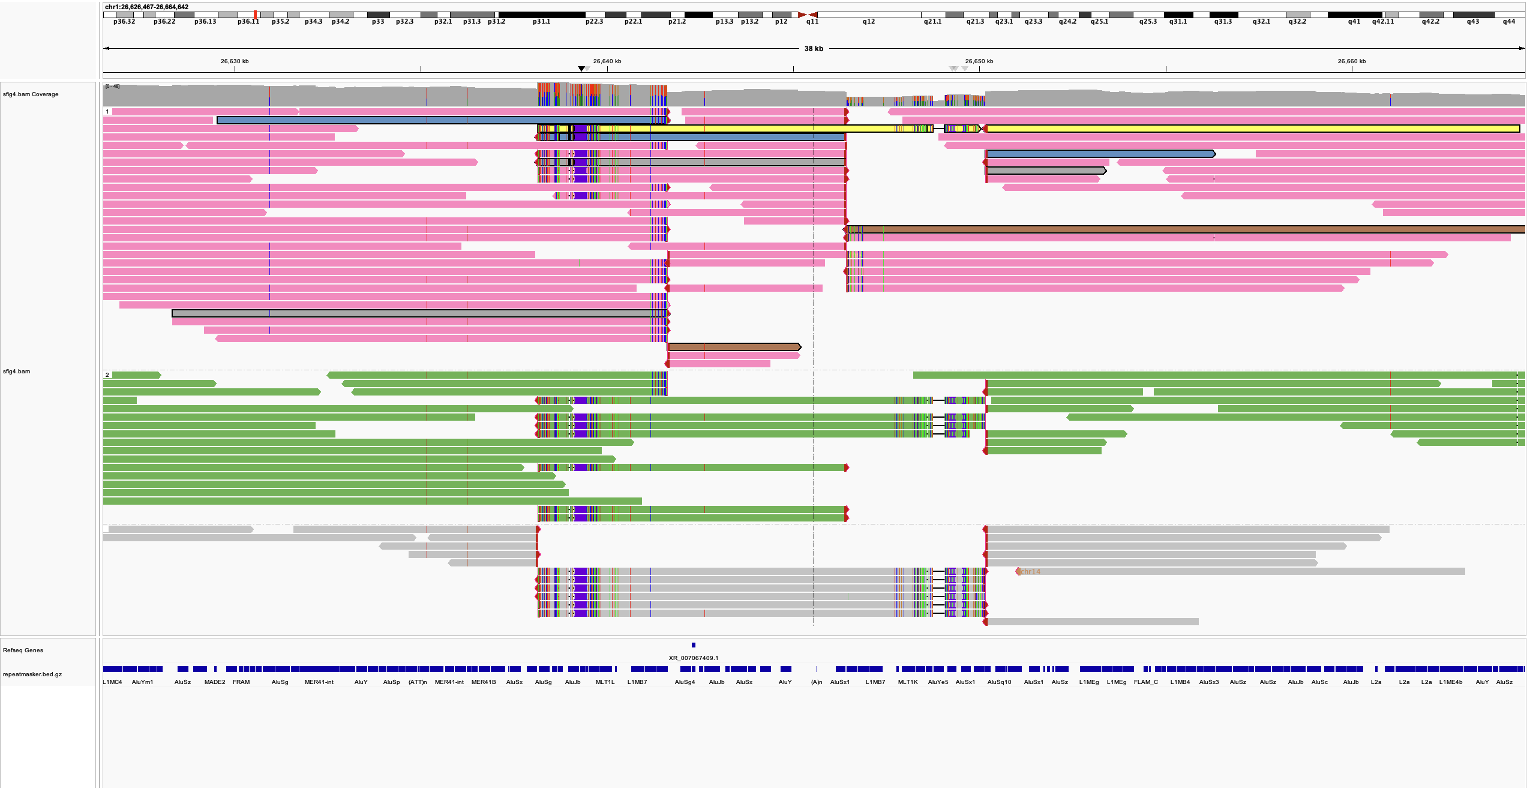 chr1:26,626,467-26,664,642
p36.32 p36.22 p36.13 p36.11 p35.2 p34.3 p34.2 p33 p32.3 p32.1 p31.3 p31.1 p22.3 p22.1 p21.2 p13.3 p13.2 p12 q11 q12 q21.1 q21.3 q23.1 q23.3 q24.2 q25.1 q25.3 q31.1 q31.3 q32.1 q32.2 q41 q42.11 q42.2 q43 q44
38 kb
26,630 kb 26,640 kb 26,650 kb 26,660 kb
sfig4 bam Coverage
1
sfig4 bam
2
chr14
Refseq Genes
XR_007067409.1
repeatmasker.bed.gz
L1MC4 AluYm1 AluSz MADE2 FRAM AluSg MER41-int AluY AluSp (ATT)n MER41-int MER41B AluSx AluSg AluJb MLT1L L1MB7 AluSg4 AluJb AluSx AluY (A)n AluSx1 L1MB7 MLT1K AluYe5 AluSx1 AluSq10 AluSx1 AluSz L1MEg L1MEg FLAM_C L1MB4 AluSx3 AluSz AluSz AluJb AluSc AluJb L2a L2a L2a L1ME4b AluY AluSz